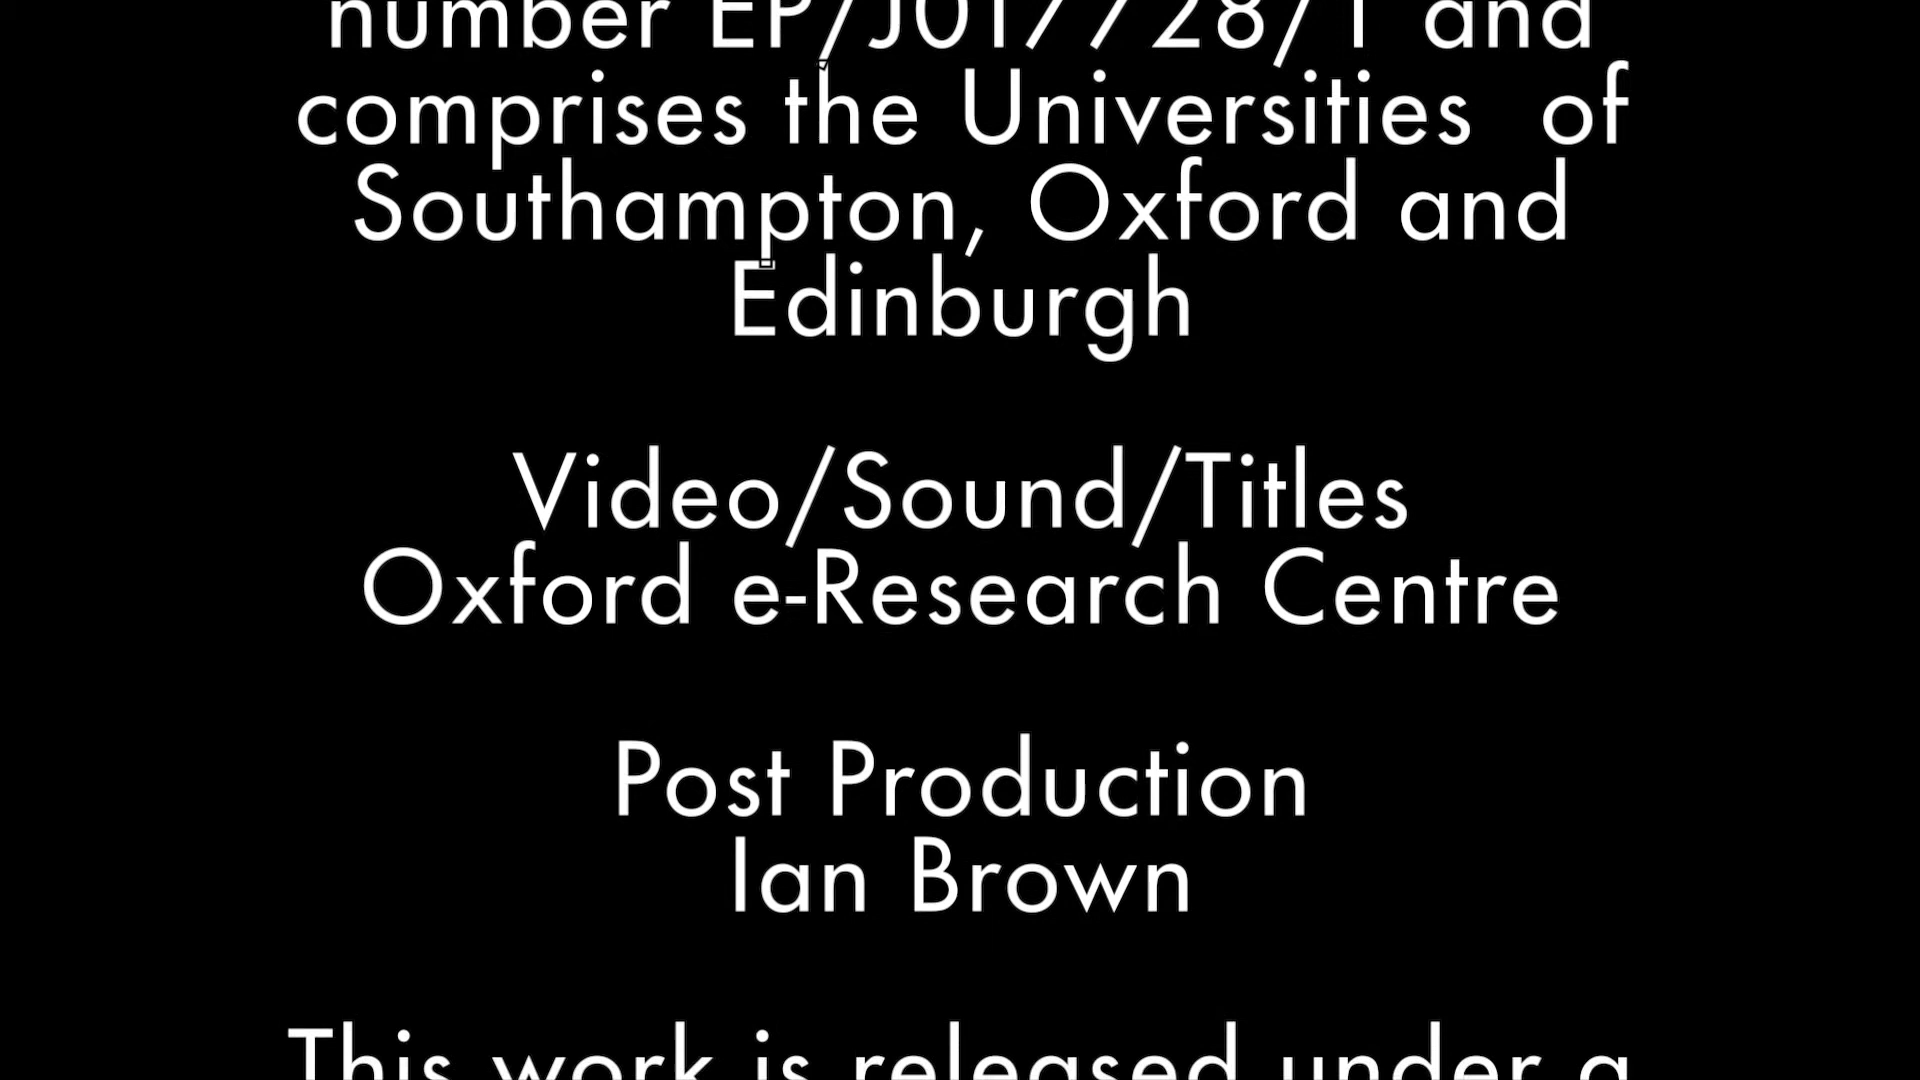 number EP/J017728/1 and
comprises the Universities of
Southampton, Oxford and
Edinburgh
Video/Sound/Titles
Oxford e-Research Centre
Post Production
Ian Brown
This work is released under a